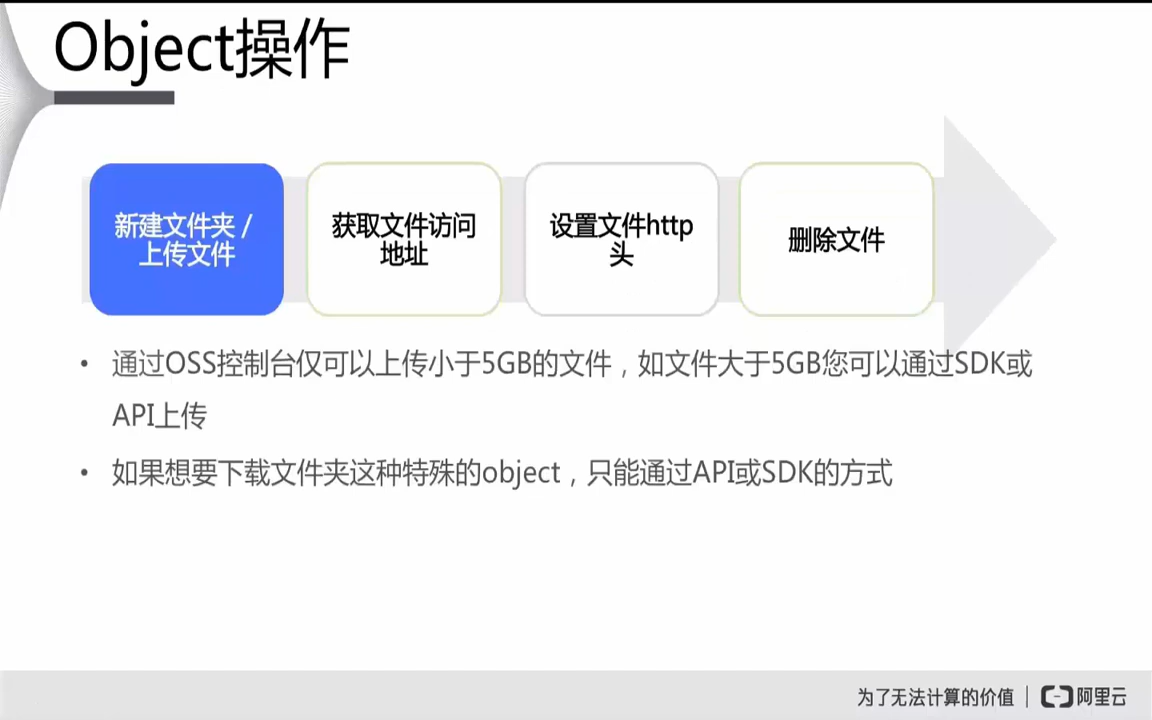 Object操作
新建文件夹 /
上传文件
获取文件访问
地址
设置文件http
头
删除文件
• 通过OSS控制台仅可以上传小于5GB的文件，如文件大于5GB您可以通过SDK或
API上传
• 如果想要下载文件夹这种特殊的object，只能通过API或SDK的方式
为了无法计算的价值 | 阿里云